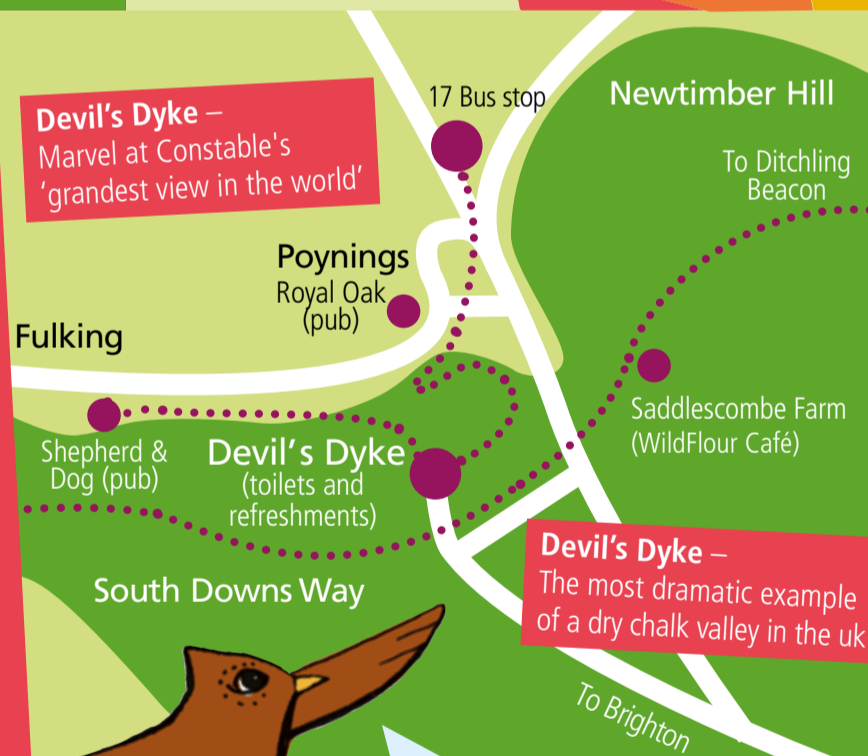 Devil's Dyke –
Marvel at Constable's
‘grandest view in the world’
17 Bus stop
Newtimber Hill
To Ditchling
Beacon
Poynings
Royal Oak
(pub)
Fulking
Saddlescombe Farm
(WildFlour Café)
Shepherd &
Dog (pub)
Devil's Dyke
(toilets and
refreshments)
Devil's Dyke –
The most dramatic example
of a dry chalk valley in the uk
South Downs Way
To Brighton